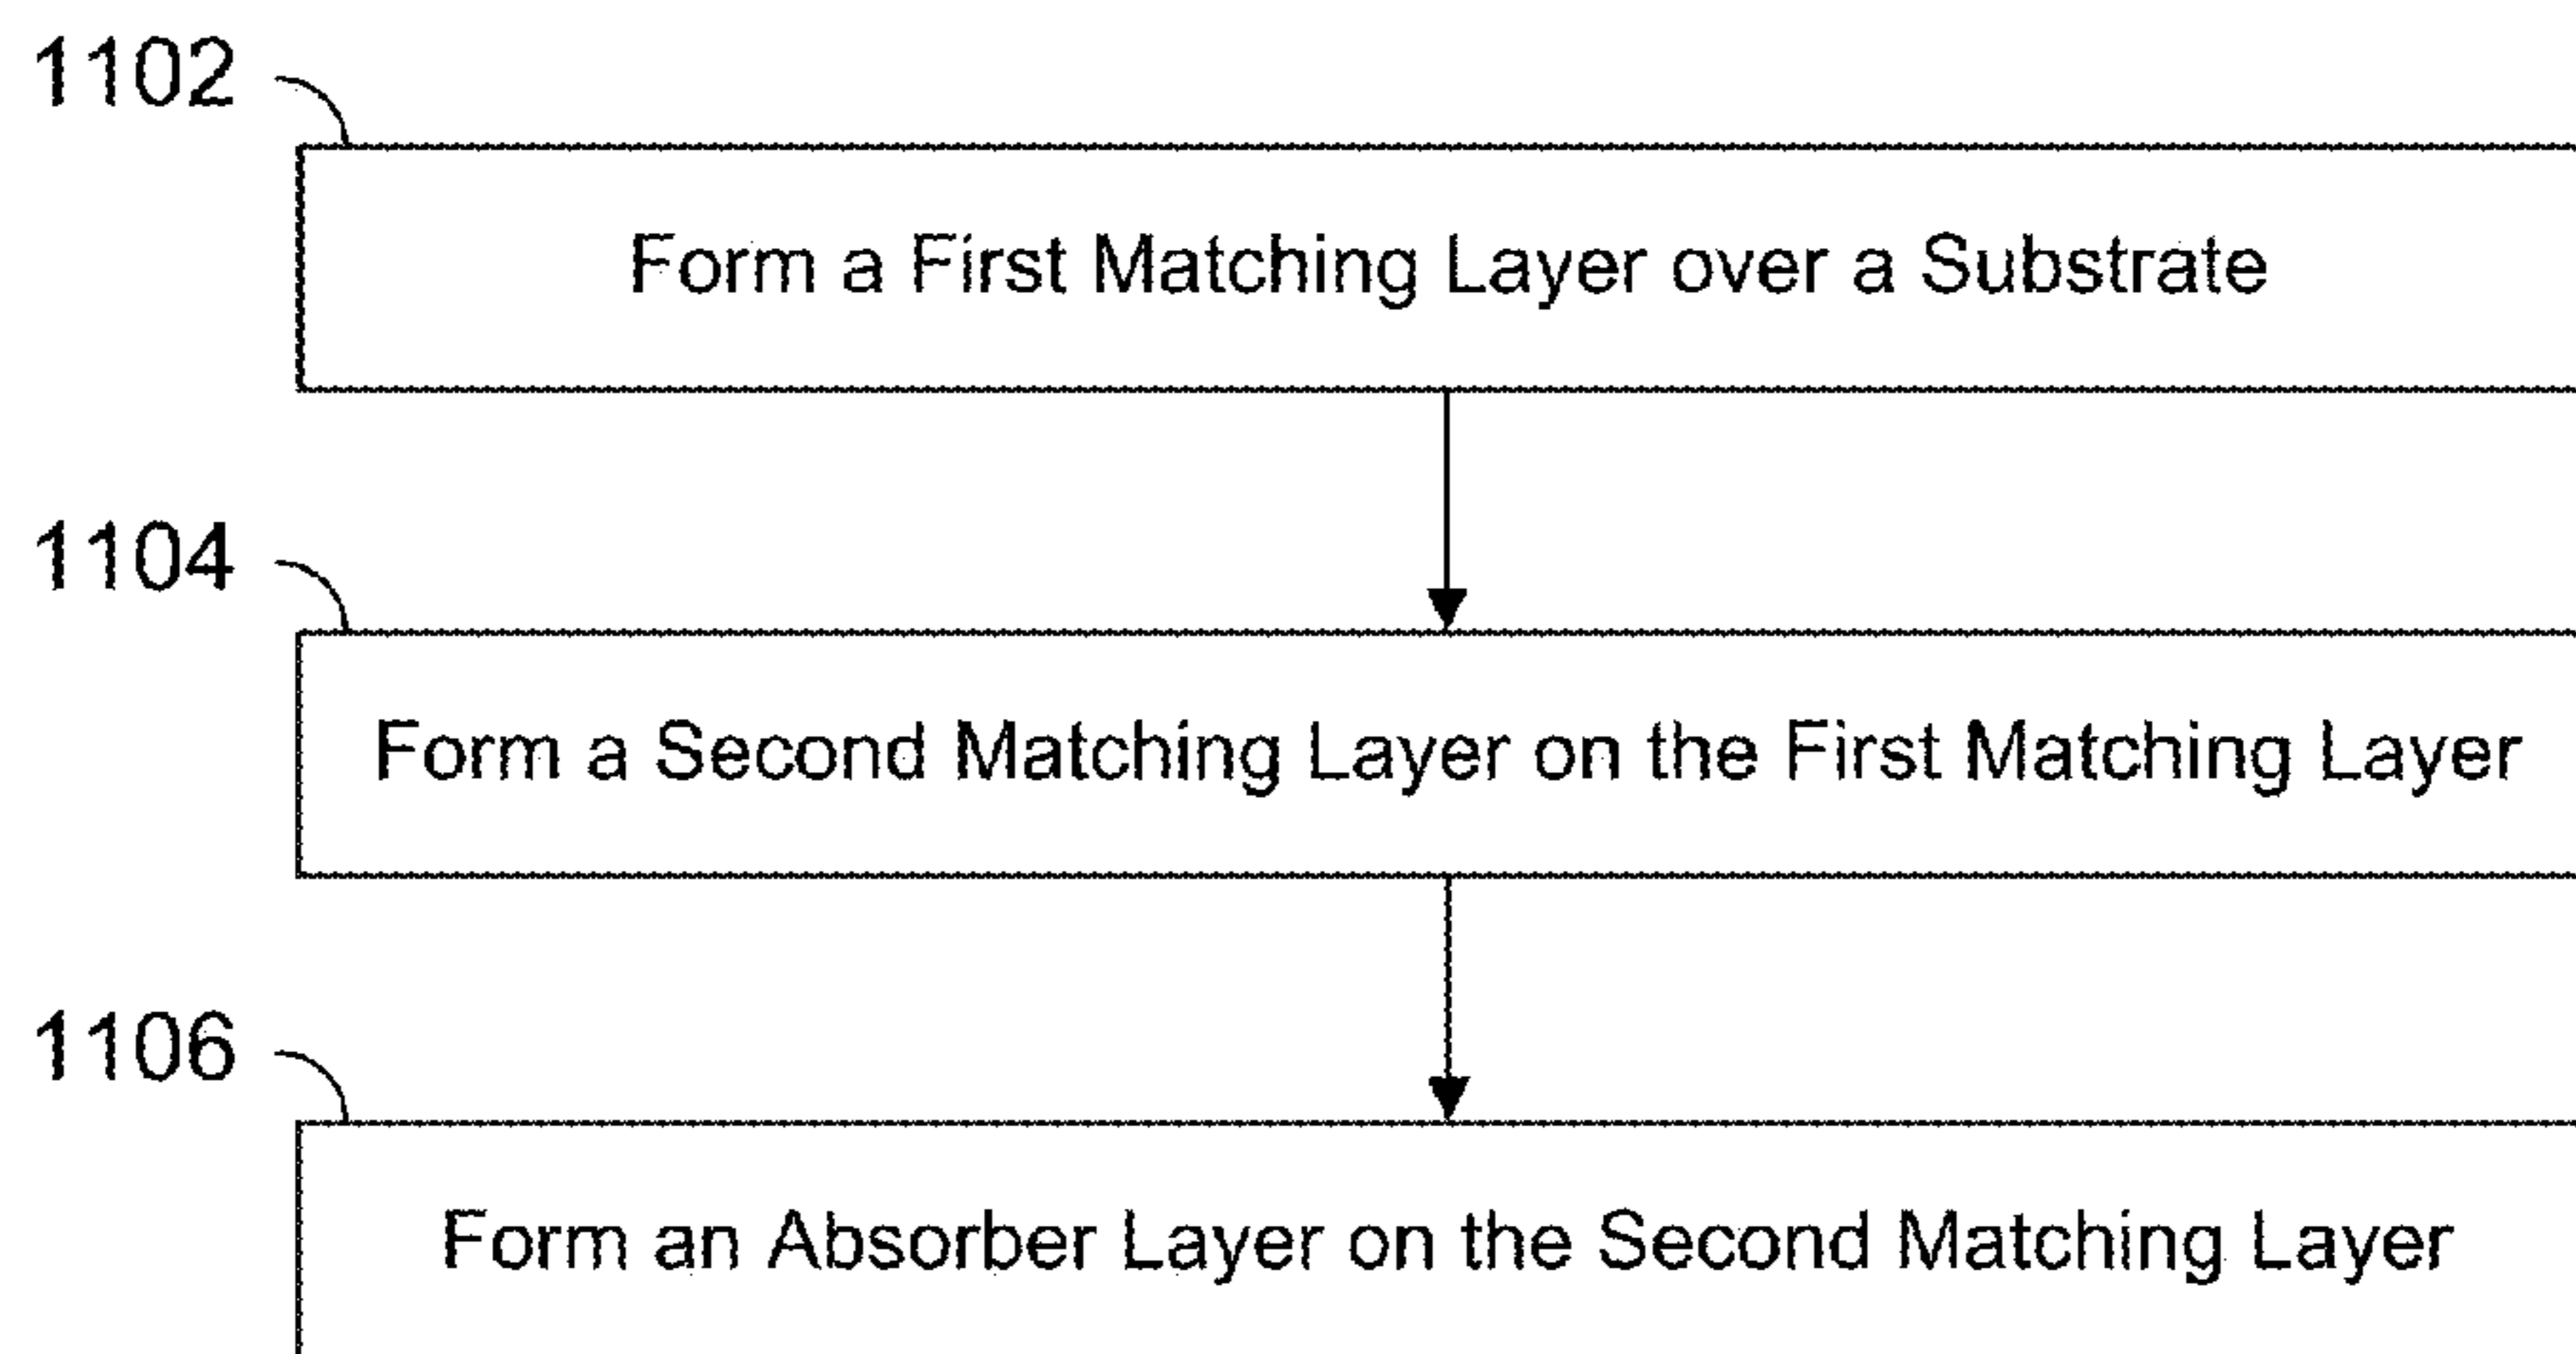 1102
Form a First Matching Layer over a Substrate
1104
Form a Second Matching Layer on the First Matching Layer
1106
Form an Absorber Layer on the Second Matching Layer